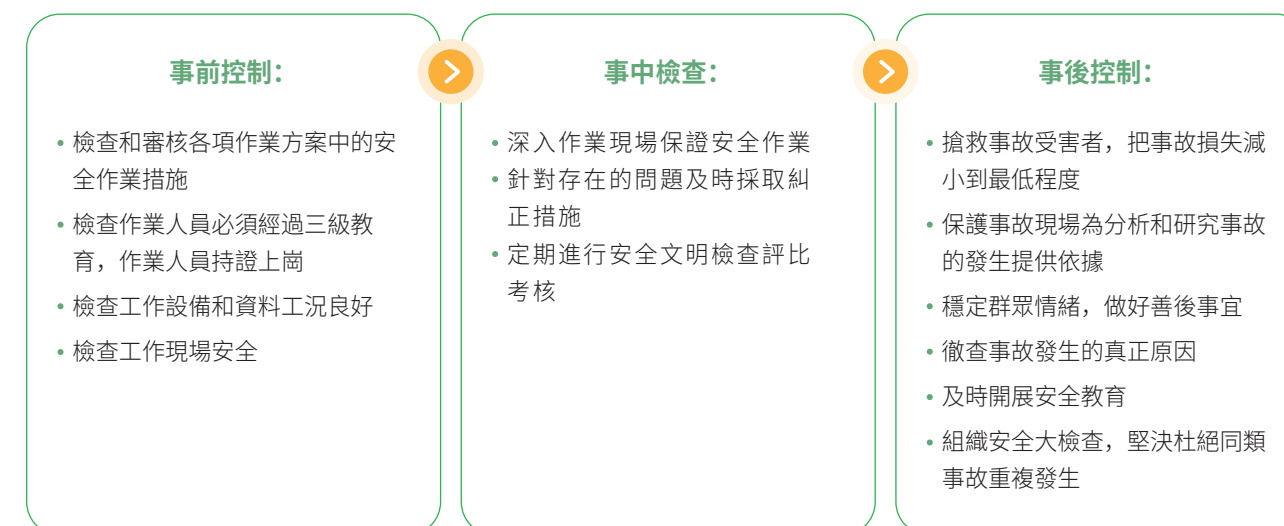 事前控制：
• 檢查和審核各項作業方案中的安
全作業措施
• 檢查作業人員必須經過三級教
育，作業人員持證上崗
• 檢查工作設備和資料工況良好
• 檢查工作現場安全
事中檢查：
• 深入作業現場保證安全作業
• 針對存在的問題及時採取糾
正措施
• 定期進行安全文明檢查評比
考核
事後控制：
• 搶救事故受害者，把事故損失減
小到最低程度
• 保護事故現場為分析和研究事故
的發生提供依據
• 穩定群眾情緒，做好善後事宜
• 徹查事故發生的真正原因
• 及時開展安全教育
• 組織安全大檢查，堅決杜絕同類
事故重複發生